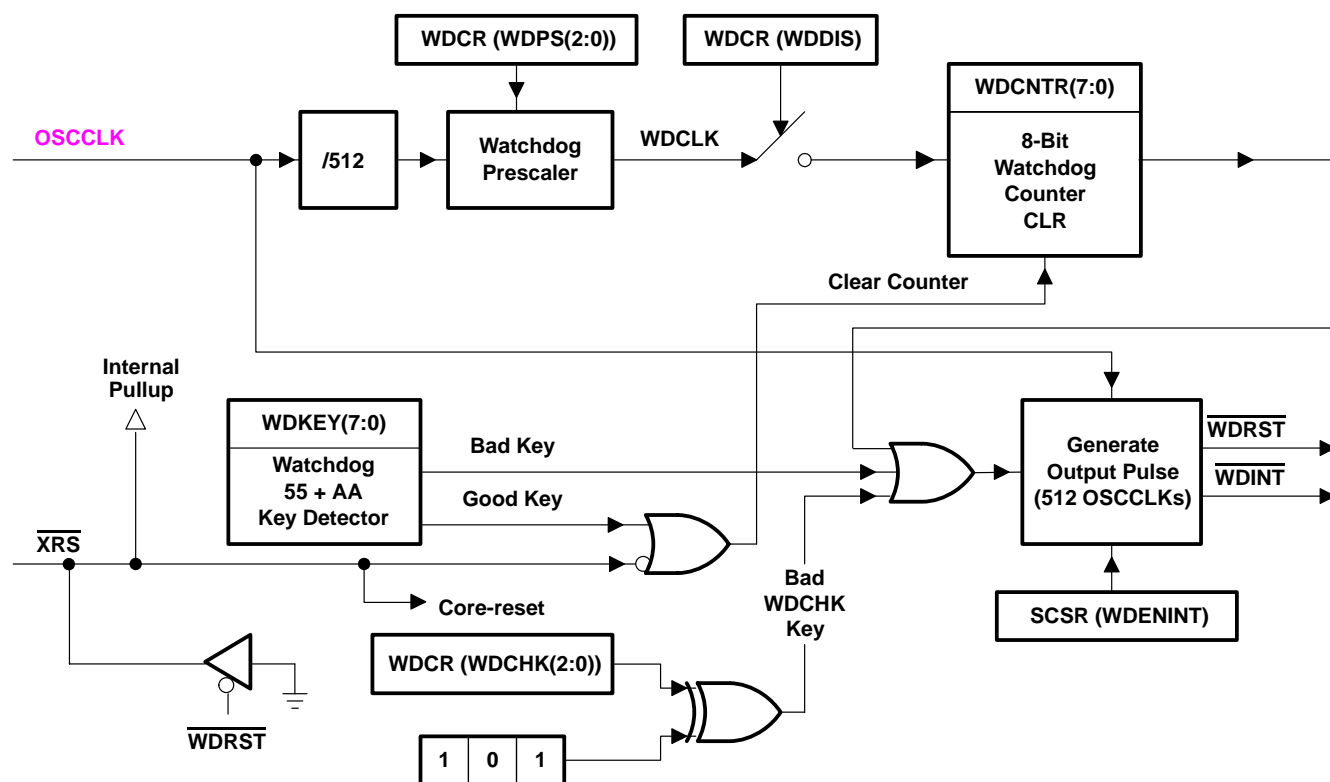 WDCR (WDPS(2:0))
WDCR (WDDIS)
WDCNTR(7:0)
OSCCLK
/512
Watchdog
Prescaler
WDCLK
8-Bit
Watchdog
Counter
CLR
Clear Counter
Internal
Pullup
WDKEY(7:0)
Watchdog
55 + AA
Key Detector
Bad Key
Good Key
Generate
Output Pulse
(512 OSCCLKs)
WDRST
WDINT
XRS
Core-reset
Bad
WDCHK
Key
SCSR (WDENINT)
WDCR (WDCHK(2:0))
WDRST
1 0 1